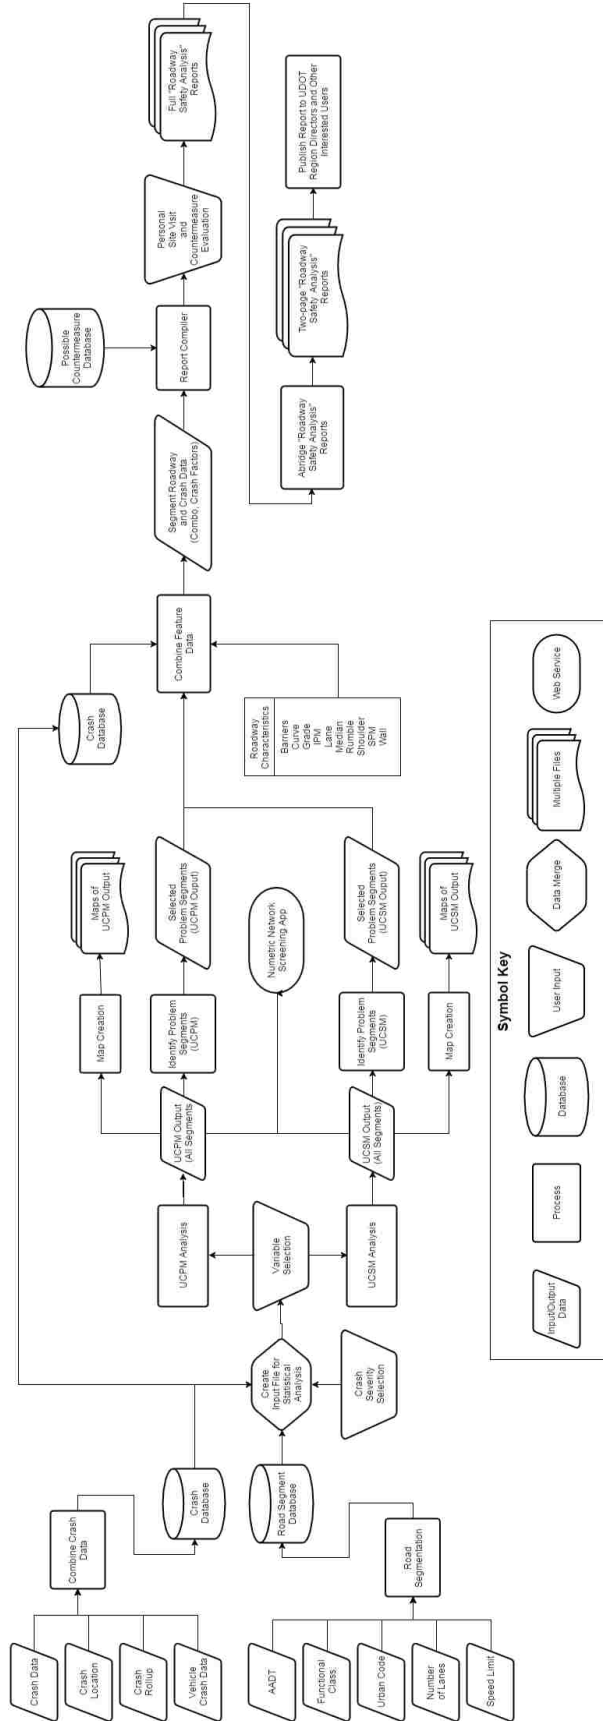 Crash Data
Crash
Location
Crash
Rollup
Vehicle
Crash Data
Combine Crash
Data
Crash
Database
AADT
Functional
Class.
Urban Code
Number
of Lanes
Speed Limit
Road
Segmentation
Road Segment
Database
Create
Input File for
Statistical
Analysis
Crash
Severity
Selection
Variable
Selection
UCPM Analysis
UCSM Analysis
UCPM Output
(All Segments)
UCSM Output
(All Segments)
Map Creation
Maps of
UCPM Output
Identify Problem
Segments
(UCPM)
Selected
Problem Segments
(UCPM Ouput)
Numetric Network
Screening App
Identify Problem
Segments
(UCSM)
Selected
Problem Segments
(UCSM Ouput)
Map Creation
Maps of
UCSM Output
Crash
Database
Combine Feature
Data
Roadway
Characteristics
Barriers
Curve
Grade
IPM
Lane
Median
Rumble
Shoulder
SPM
Wall
Segment Roadway
and Crash Data
(Combo, Crash Factors)
Possible
Countermeasure
Database
Report Compiler
Personal
Site Visit
and
Countermeasure
Evaluation
Full "Roadway
Safety Analysis"
Reports
Abridge "Roadway
Safety Analysis"
Reports
Two-page "Roadway
Safety Analysis"
Reports
Publish Report to UDOT
Region Directors and Other
Interested Users
Symbol Key
Input/Output
Data
Process
Database
User Input
Data Merge
Multiple Files
Web Service